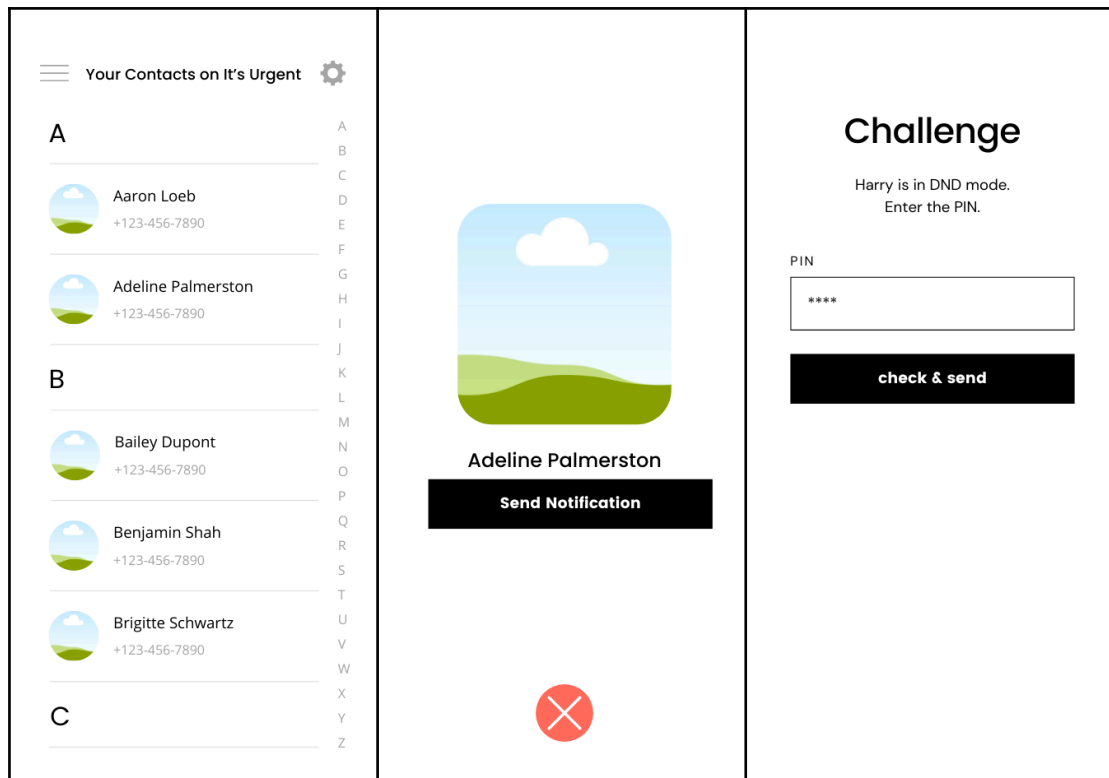 Your Contacts on It's Urgent
A
Aaron Loeb
+123-456-7890
Adeline Palmerston
+123-456-7890
B
Bailey Dupont
+123-456-7890
Benjamin Shah
+123-456-7890
Brigitte Schwartz
+123-456-7890
C
A
B
C
D
E
F
G
H
I
J
K
L
M
N
O
P
Q
R
S
T
U
V
W
X
Y
Z
Adeline Palmerston
Send Notification
Challenge
Harry is in DND mode.
Enter the PIN.
PIN
****
check & send